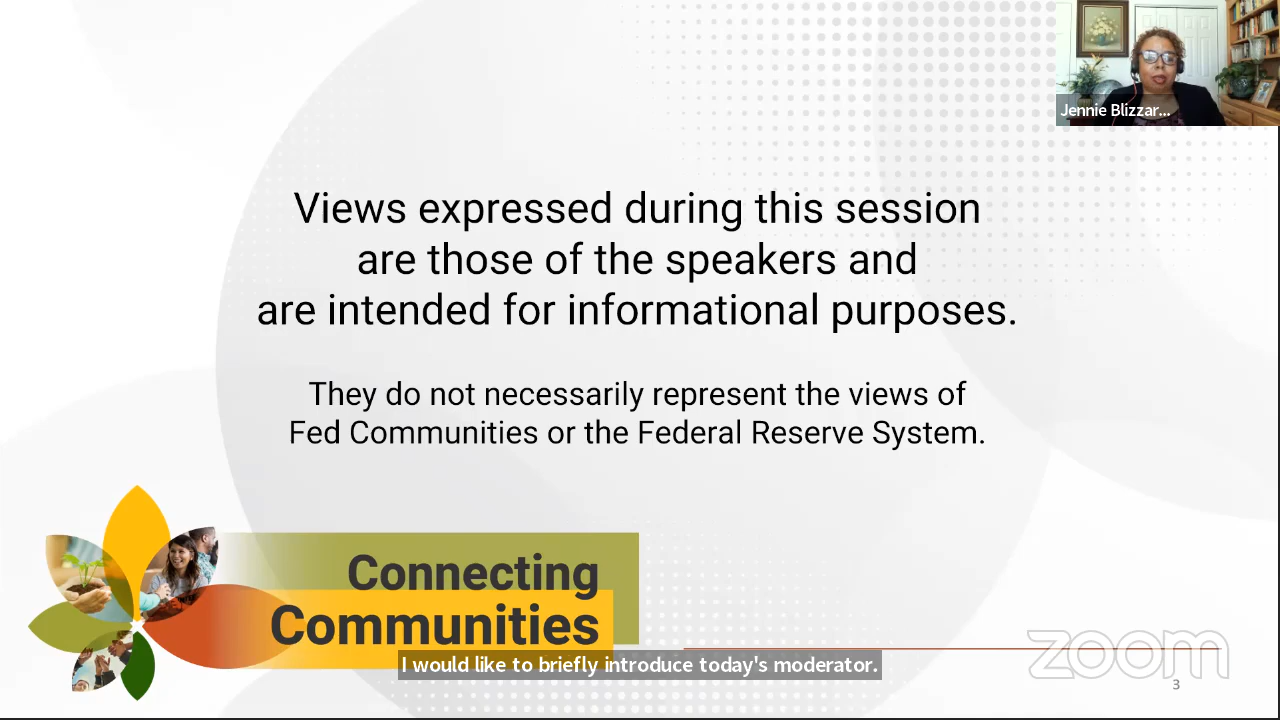 Jennie Blizzar...
Views expressed during this session
are those of the speakers and
are intended for informational purposes.
They do not necessarily represent the views of
Fed Communities or the Federal Reserve System.
Connecting
Communities
I would like to briefly introduce today's moderator.
zoom
3